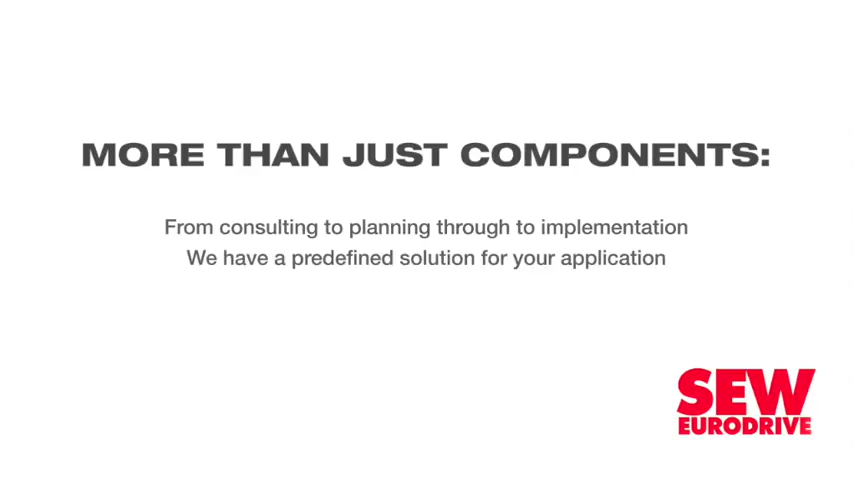 MORE THAN JUST COMPONENTS:
From consulting to planning through to implementation
We have a predefined solution for your application
SEW
EURODRIVE